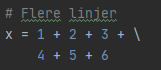 # Flere linjer
x = 1 + 2 + 3 + \
    4 + 5 + 6